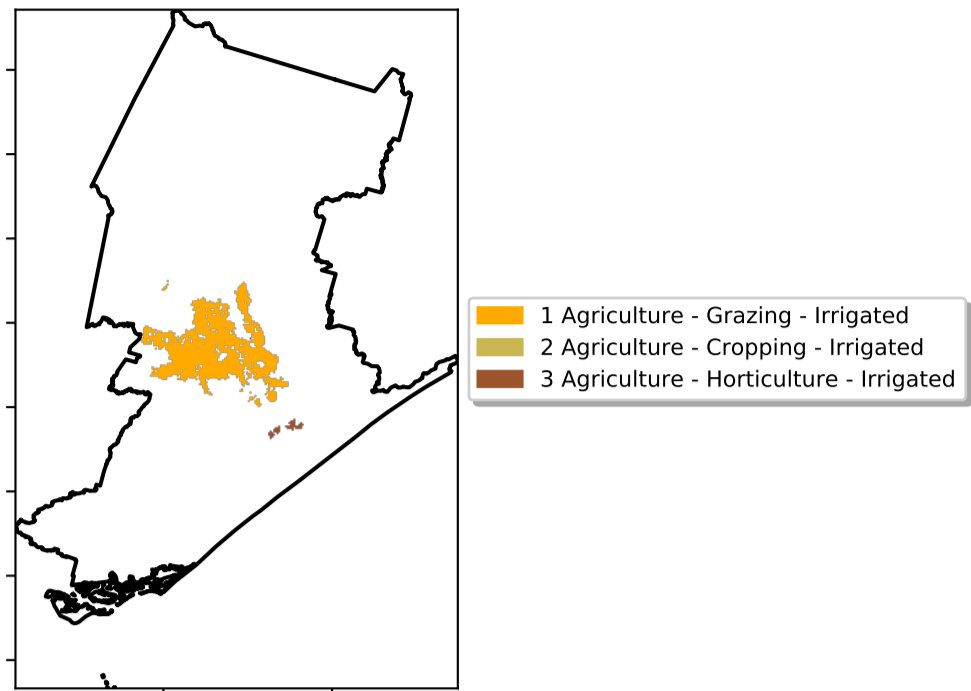 1 Agriculture - Grazing - Irrigated
2 Agriculture - Cropping - Irrigated
3 Agriculture - Horticulture - Irrigated